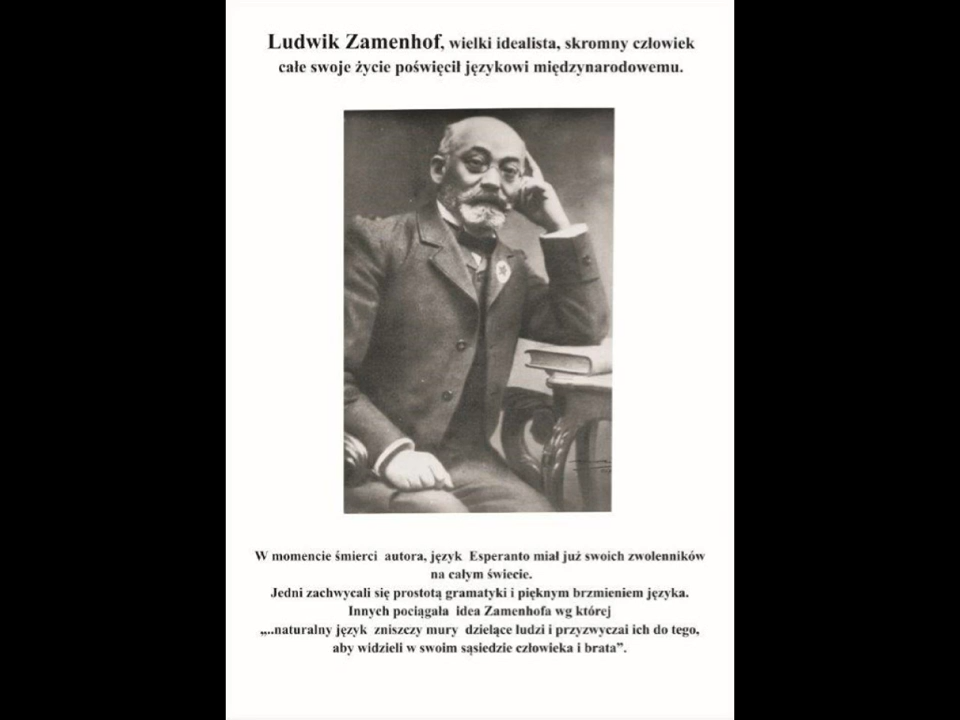 Ludwik Zamenhof, wielki idealista, skromny człowiek
całe swoje życie poświęcił językowi międzynarodowemu.
W momencie śmierci autora, język Esperanto miał już swoich zwolenników
na całym świecie.
Jedni zachwycali się prostotą gramatyki i pięknym brzmieniem języka.
Innych pociągała idea Zamenhofa wg której
„..naturalny język zniszczy mury dzielące ludzi i przyzwyczai ich do tego,
aby widzieli w swoim sąsiedzie człowieka i brata”.